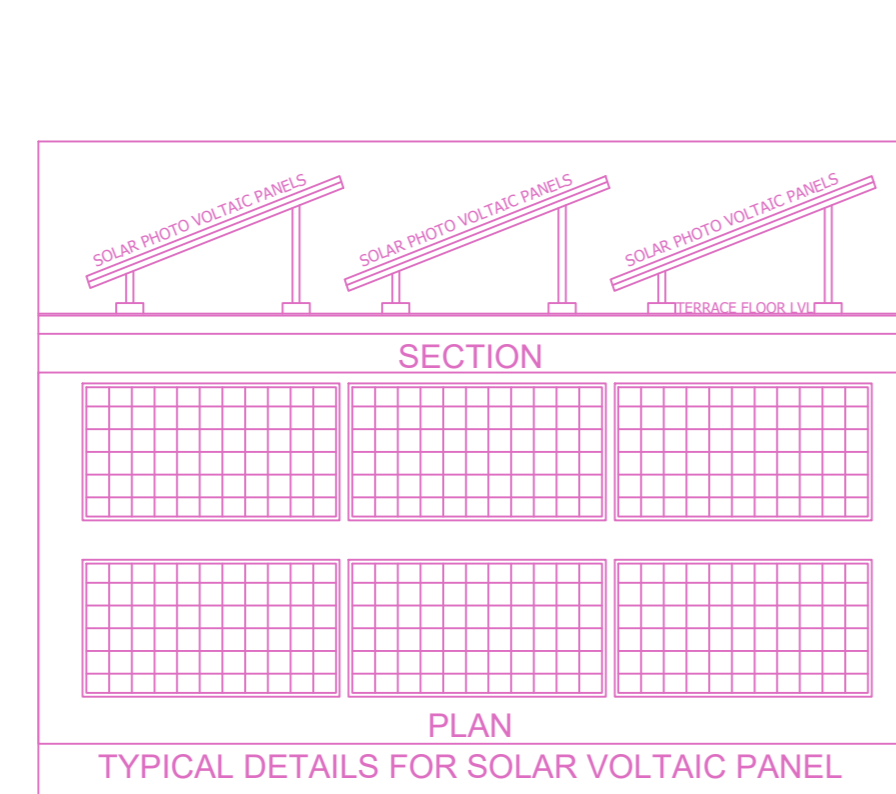 SOLAR PHOTO VOLTAIC PANELS
SOLAR PHOTO VOLTAIC PANELS
SOLAR PHOTO VOLTAIC PANELS
TERRACE FLOOR LVL
SECTION
PLAN
TYPICAL DETAILS FOR SOLAR VOLTAIC PANEL